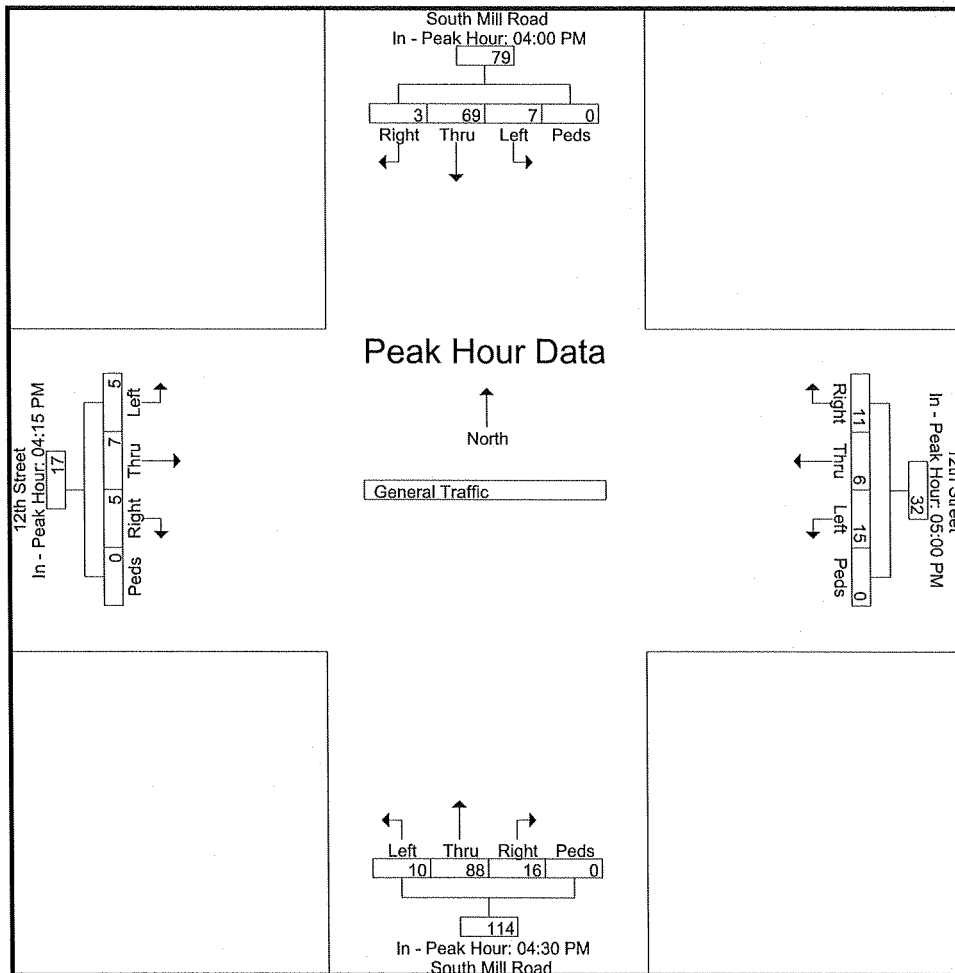 South Mill Road
In - Peak Hour: 04:00 PM
79
3 69 7 0
Right Thru Left Peds
Peak Hour Data
North
General Traffic
12th Street
In - Peak Hour: 04:15 PM
17
5 7 5 0
Left Thru Right Peds
12th Street
In - Peak Hour: 05:00 PM
32
11 6 15 0
Right Thru Left Peds
Left Thru Right Peds
10 88 16 0
114
In - Peak Hour: 04:30 PM
South Mill Road